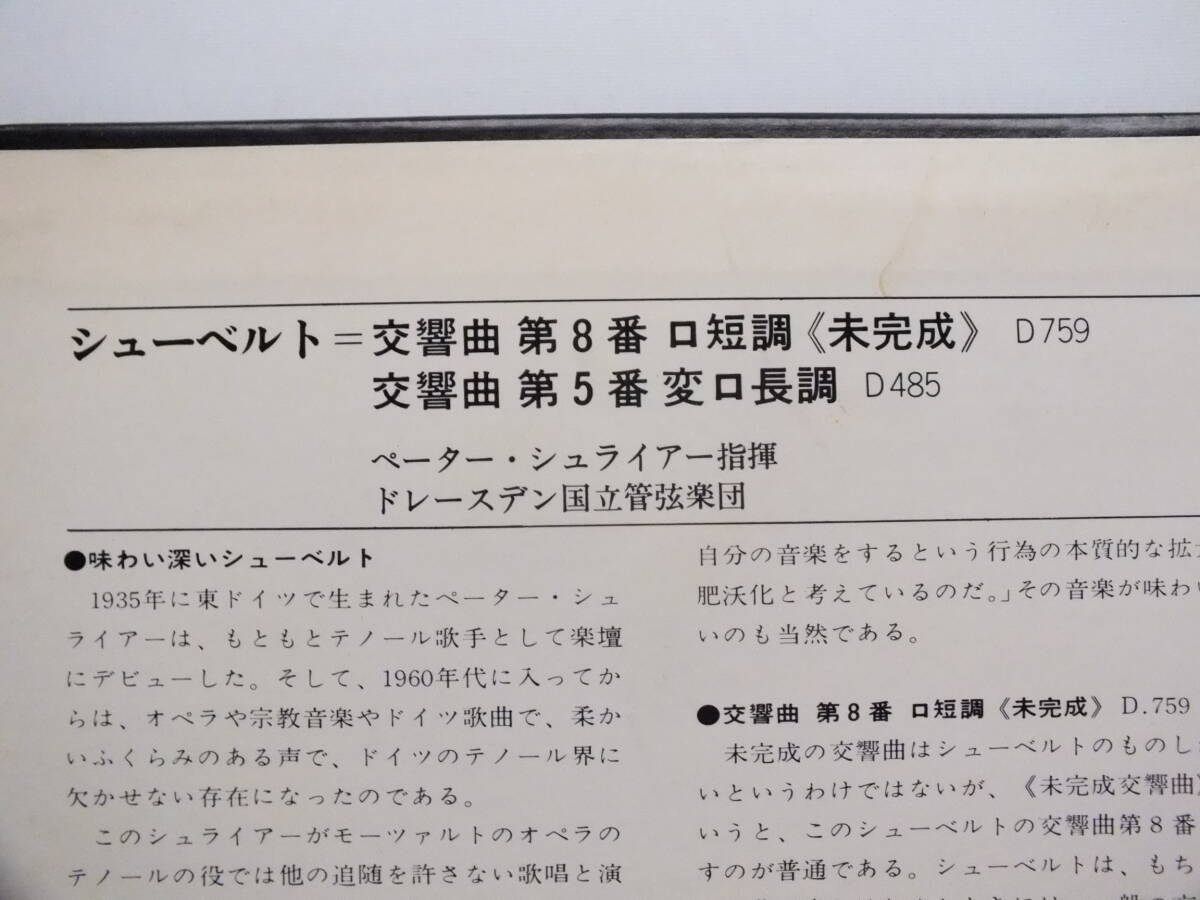 シューベルト＝交響曲 第8番 ロ短調《未完成》 D759
交響曲 第5番 変ロ長調 D485
ペーター・シュライアー指揮
ドレースデン国立管弦楽団
●味わい深いシューベルト
1935年に東ドイツで生まれたペーター・シュ
ライアーは、もともとテノール歌手として楽壇
にデビューした。そして、1960年代に入ってか
らは、オペラや宗教音楽やドイツ歌曲で、柔か
いふくらみのある声で、ドイツのテノール界に
欠かせない存在になったのである。
このシュライアーがモーツァルトのオペラの
テノールの役では他の追随を許さない歌唱と演
自分の音楽をするという行為の本質的な拡
肥沃化と考えているのだ。」その音楽が味わ
いのも当然である。
●交響曲 第8番 ロ短調《未完成》D.759
未完成の交響曲はシューベルトのものし
いというわけではないが、《未完成交響曲》
いうと、このシューベルトの交響曲第8番
すのが普通である。シューベルトは、もち